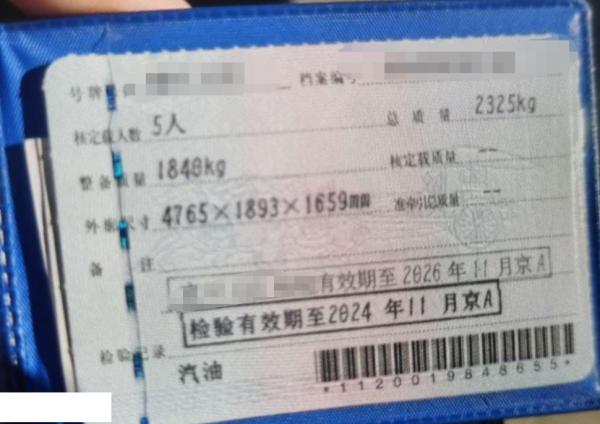 号牌号 档案编号
核定载人数 5人 总质量 2325kg
整备质量 1840kg 核定载质量 --
外廓尺寸 4765×1893×1659mm 准牵引总质量 --
备注
有效期至2026年11月京A
检验有效期至2024年11月京A
检验记录
汽油
*1120019848655*